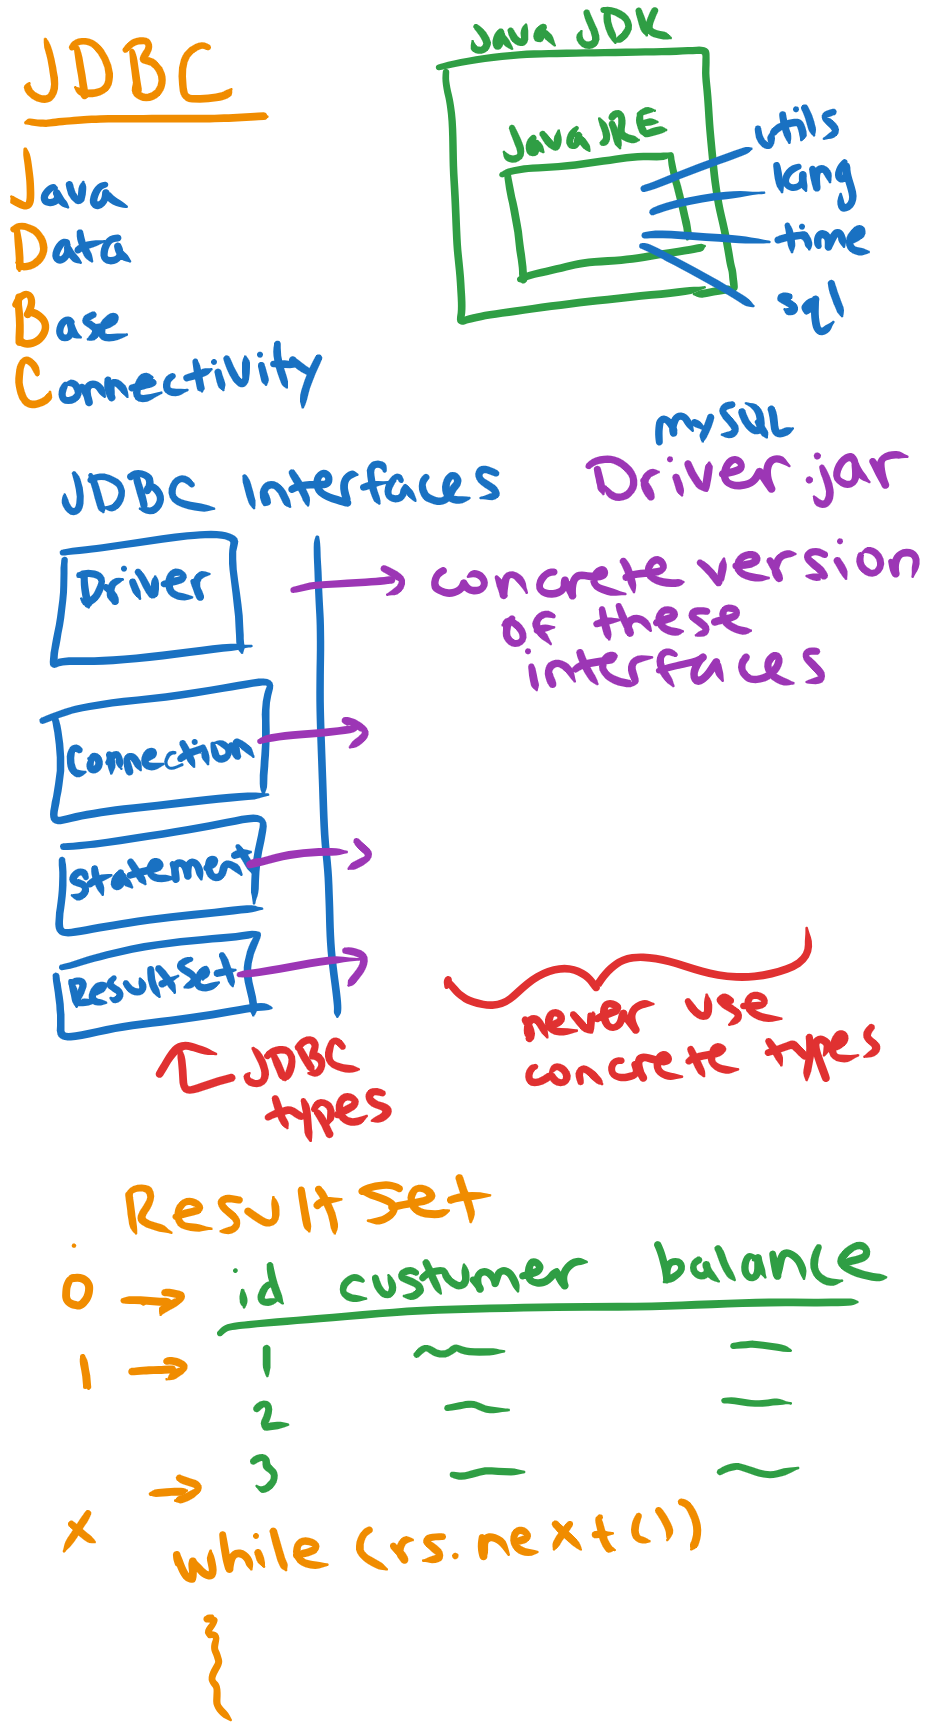 JDBC
Java
Data
Base
Connectivity
Java JDK
Java JRE
utils
lang
time
sql
JDBC Interfaces
Driver
Connection
Statement
ResultSet
JDBC
types
mySQL
Driver.jar
concrete version
of these
interfaces
never use
concrete types
ResultSet
0 id custumer balance
1 1
2
3
x
while (rs.next())
{